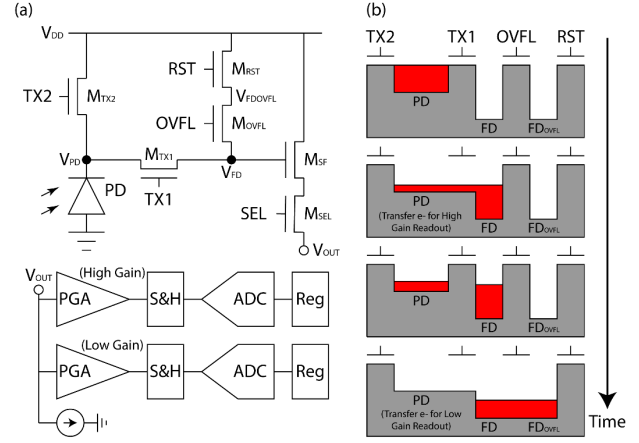 (a)
VDD
RST
MRST
TX2
MTX2
VFDOVFL
OVFL
MOVFL
VPD
MTX1
VFD
MSF
PD
TX1
SEL
MSEL
VOUT
VOUT
(High Gain)
PGA
S&H
ADC
Reg
(Low Gain)
PGA
S&H
ADC
Reg
(b)
TX2 TX1 OVFL RST
PD
FD FDOVFL
PD
(Transfer e- for High
Gain Readout)
FD FDOVFL
PD
FD FDOVFL
PD
(Transfer e- for Low
Gain Readout)
FD FDOVFL
Time